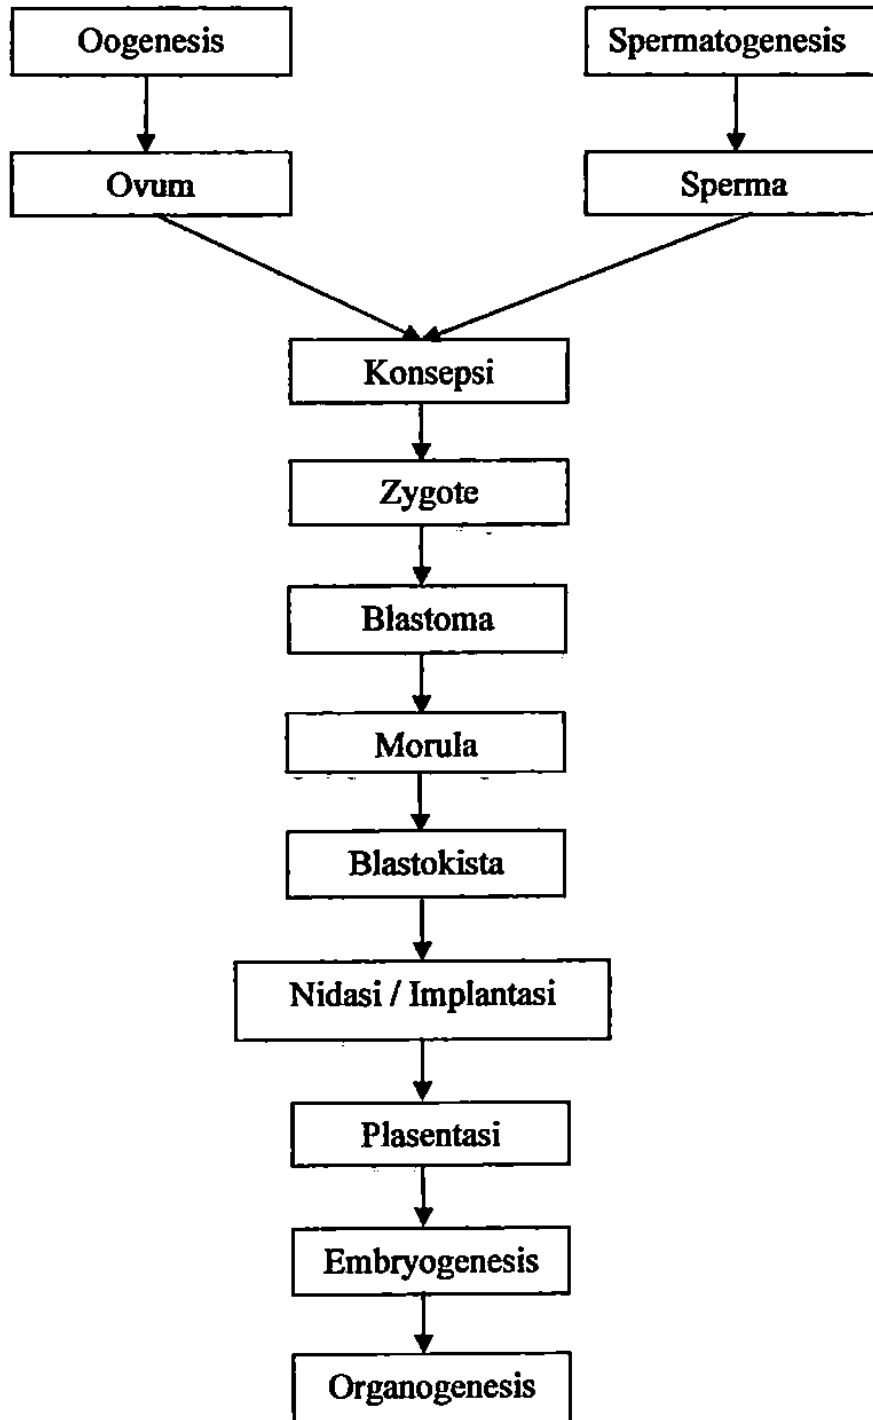 Oogenesis
Spermatogenesis
Ovum
Sperma
Konsepsi
Zygote
Blastoma
Morula
Blastokista
Nidasi / Implantasi
Plasentasi
Embryogenesis
Organogenesis